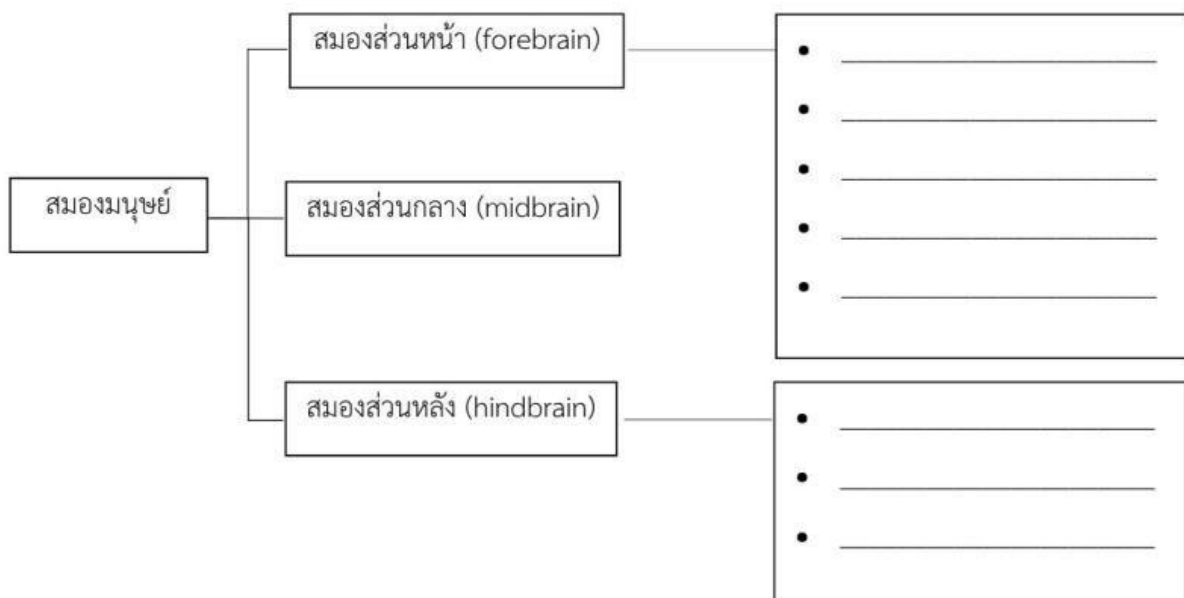 สมองส่วนหน้า (forebrain)
สมองมนุษย์
สมองส่วนกลาง (midbrain)
สมองส่วนหลัง (hindbrain)